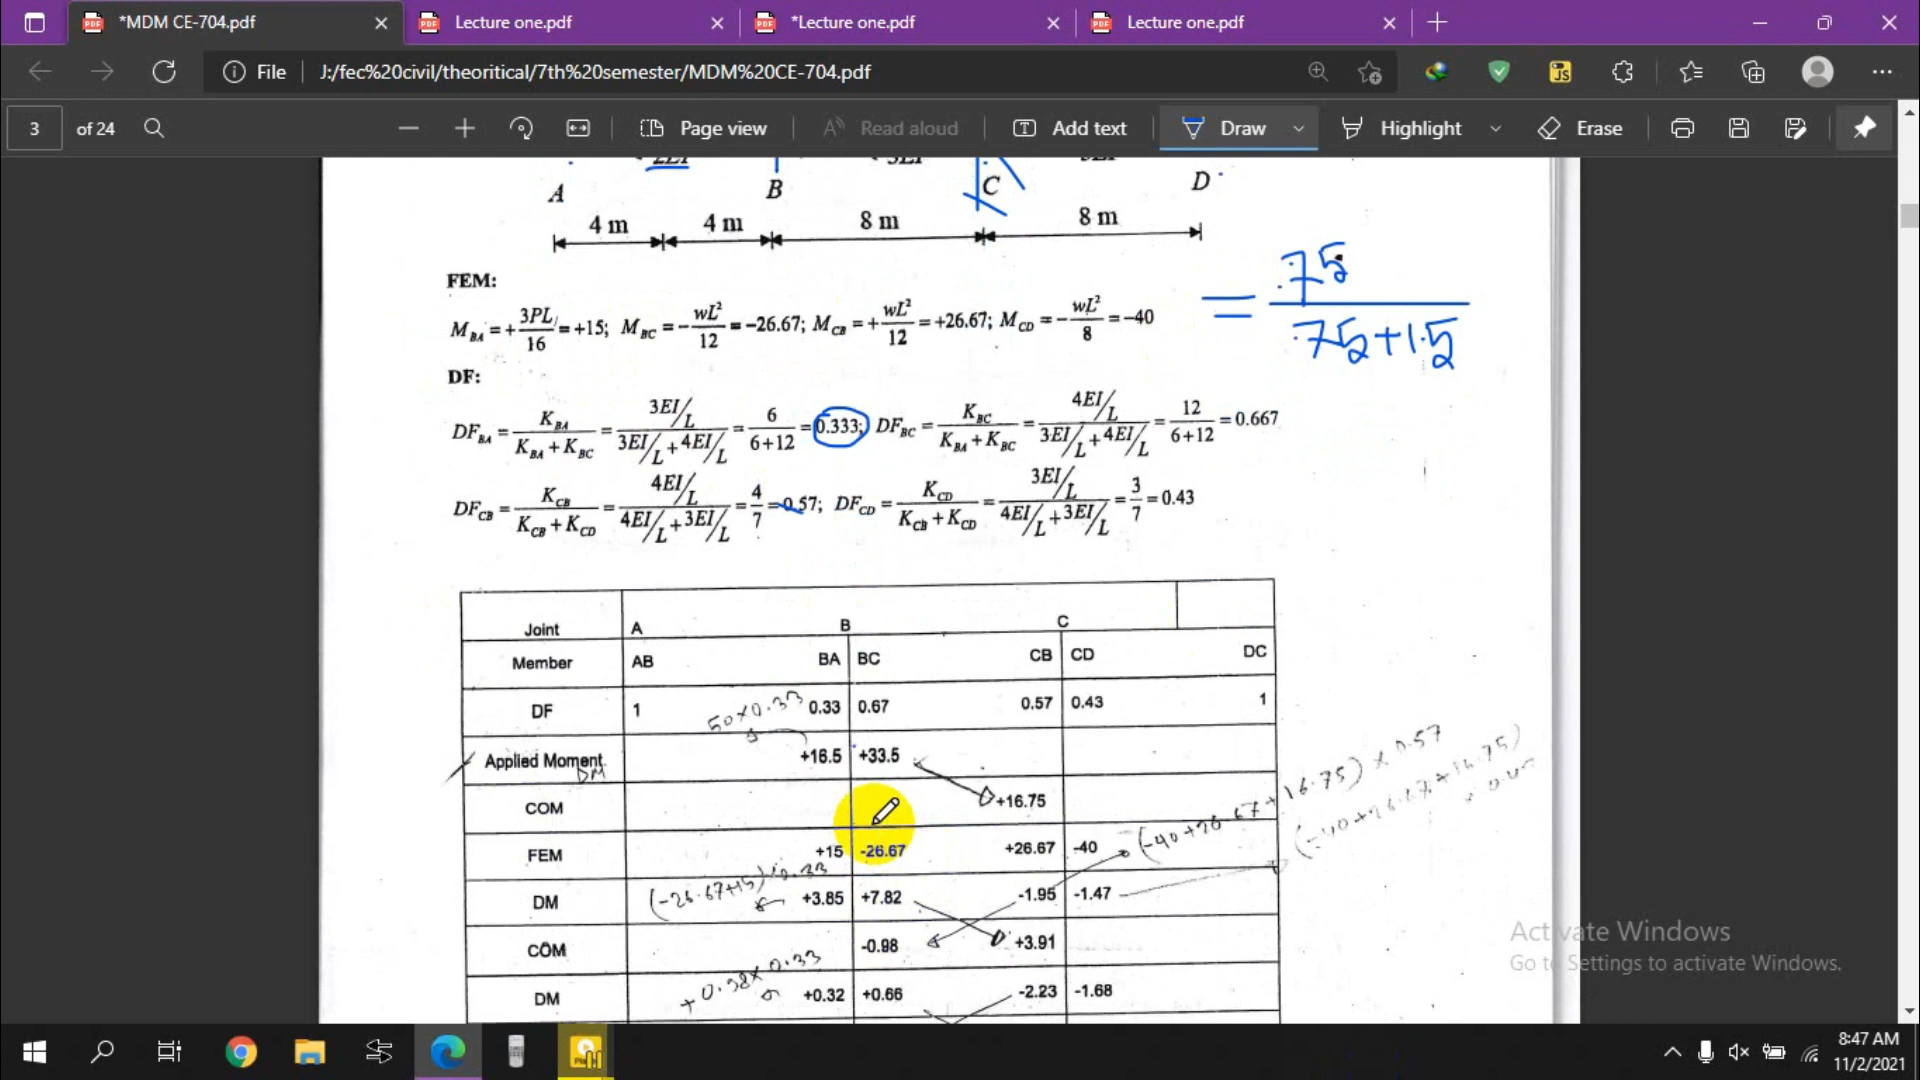 *MDM CE-704.pdf
Lecture one.pdf
*Lecture one.pdf
Lecture one.pdf
File J:/fec%20civil/theoritical/7th%20semester/MDM%20CE-704.pdf
3 of 24
Page view
Read aloud
Add text
Draw
Highlight
Erase
A B C D
4 m 4 m 8 m 8 m
FEM:
M_BA = + 3PL/16 = +15; M_BC = - wL²/12 = -26.67; M_CB = + wL²/12 = +26.67; M_CD = - wL²/8 = -40
= .75 / .75+1.5
DF:
DF_BA = K_BA / K_BA + K_BC = 3EI/L / 3EI/L + 4EI/L = 6 / 6+12 = 0.333; DF_BC = K_BC / K_BA + K_BC = 4EI/L / 3EI/L + 4EI/L = 12 / 6+12 = 0.667
DF_CB = K_CB / K_CB + K_CD = 4EI/L / 4EI/L + 3EI/L = 4/7 = 0.57; DF_CD = K_CD / K_CB + K_CD = 3EI/L / 4EI/L + 3EI/L = 3/7 = 0.43
Joint A B C
Member AB BA BC CB CD DC
DF 1 0.33 0.67 0.57 0.43 1
50×0.33
Applied Moment +16.5 +33.5
DM
COM +16.75
FEM +15 -26.67 +26.67 -40
(-40+26.67+16.75)×0.57
(-26.67+15)×0.33
DM +3.85 +7.82 -1.95 -1.47
COM -0.98 +3.91
+0.98×0.33
DM +0.32 +0.66 -2.23 -1.68
Activate Windows
Go to Settings to activate Windows.
8:47 AM
11/2/2021